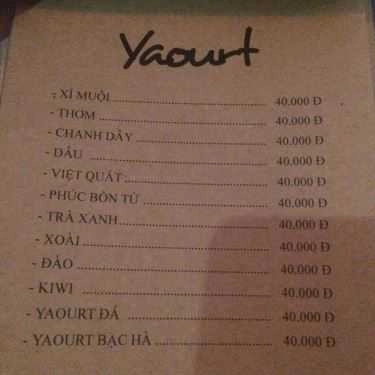 Yaourt
- XÍ MUỘI ........ 40.000 Đ
- THƠM ........ 40.000 Đ
- CHANH DÂY ........ 40.000 Đ
- DÂU ........ 40.000 Đ
- VIỆT QUẤT ........ 40.000 Đ
- PHÚC BỒN TỬ ........ 40.000 Đ
- TRÀ XANH ........ 40.000 Đ
- XOÀI ........ 40.000 Đ
- ĐÀO ........ 40.000 Đ
- KIWI ........ 40.000 Đ
- YAOURT ĐÁ ........ 40.000 Đ
- YAOURT BẠC HÀ ........ 40.000 Đ